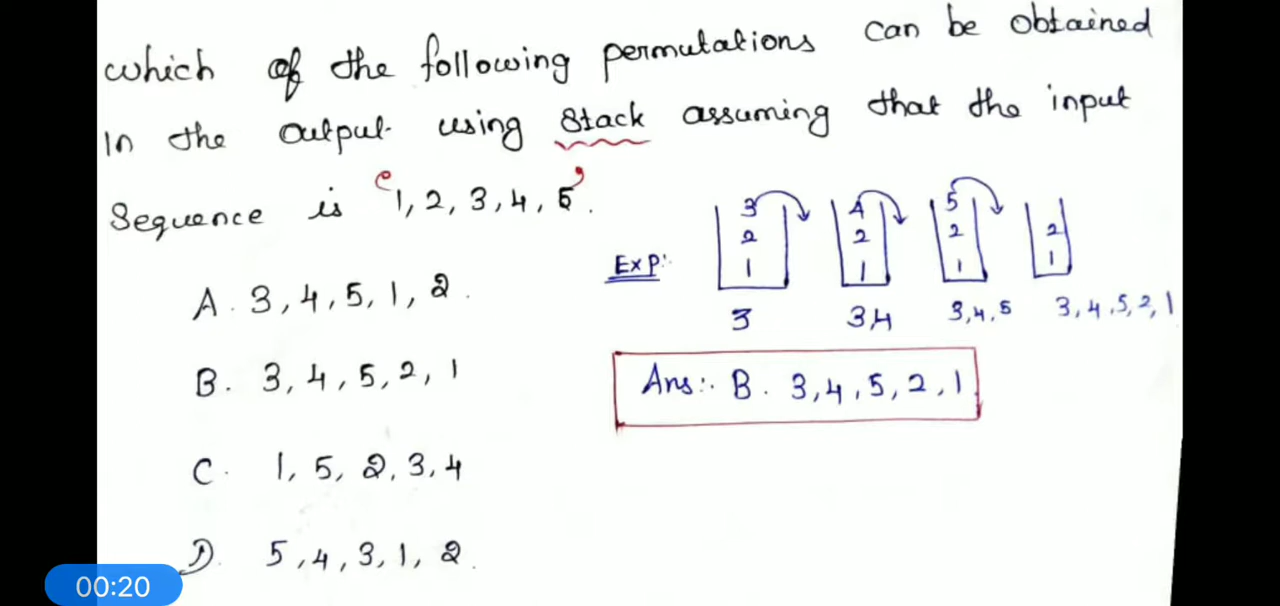 which of the following permutations can be obtained
In the output using Stack assuming that the input
Sequence is "1, 2, 3, 4, 5".
A. 3, 4, 5, 1, 2.
B. 3, 4, 5, 2, 1
C. 1, 5, 2, 3, 4
D. 5, 4, 3, 1, 2.
Exp:
3 4 5
2 2 2 2
1 1 1 1
3 3,4 3,4,5 3,4,5,2,1
Ans:. B. 3, 4, 5, 2, 1.
00:20